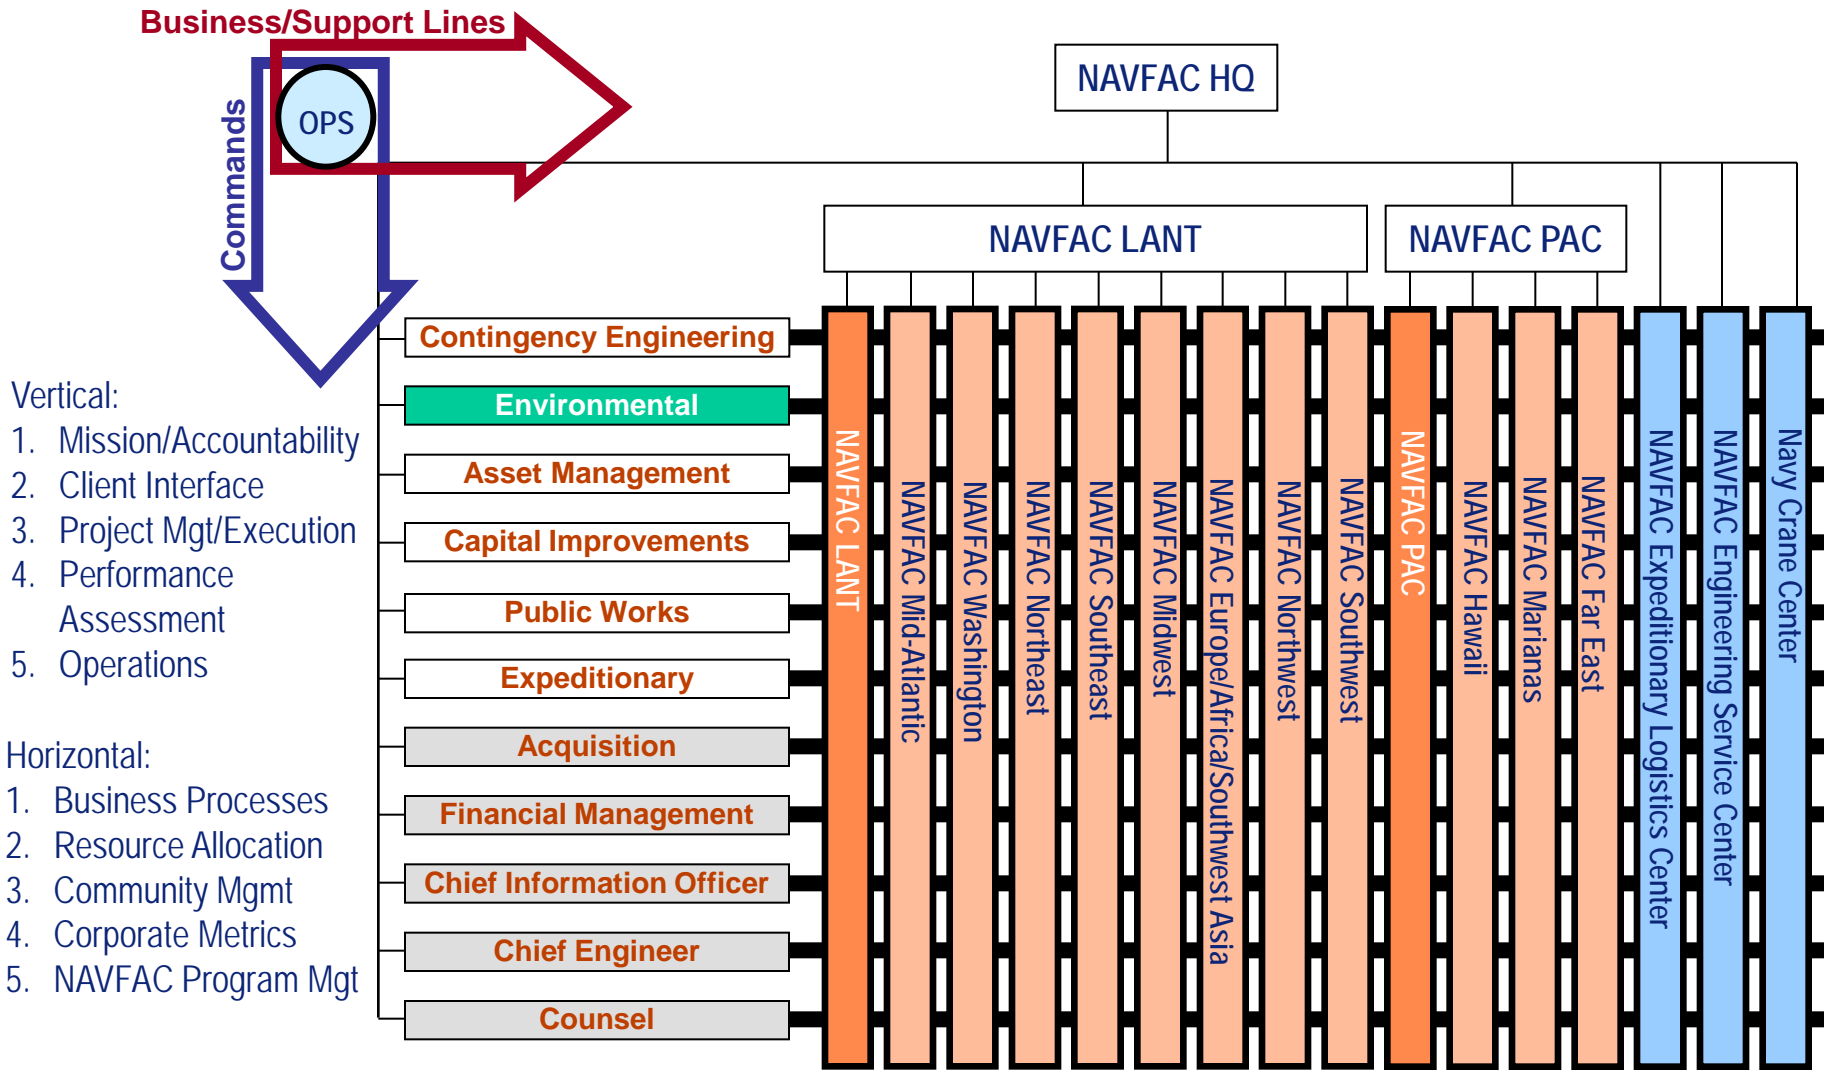 Business/Support Lines
OPS
Commands
NAVFAC HQ
NAVFAC LANT
NAVFAC PAC
Contingency Engineering
Environmental
Asset Management
Capital Improvements
Public Works
Expeditionary
Acquisition
Financial Management
Chief Information Officer
Chief Engineer
Counsel
NAVFAC LANT
NAVFAC Mid-Atlantic
NAVFAC Washington
NAVFAC Northeast
NAVFAC Southeast
NAVFAC Midwest
NAVFAC Europe/Africa/Southwest Asia
NAVFAC Northwest
NAVFAC Southwest
NAVFAC PAC
NAVFAC Hawaii
NAVFAC Marianas
NAVFAC Far East
NAVFAC Expeditionary Logistics Center
NAVFAC Engineering Service Center
Navy Crane Center
Vertical:
1. Mission/Accountability
2. Client Interface
3. Project Mgt/Execution
4. Performance
Assessment
5. Operations
Horizontal:
1. Business Processes
2. Resource Allocation
3. Community Mgmt
4. Corporate Metrics
5. NAVFAC Program Mgt